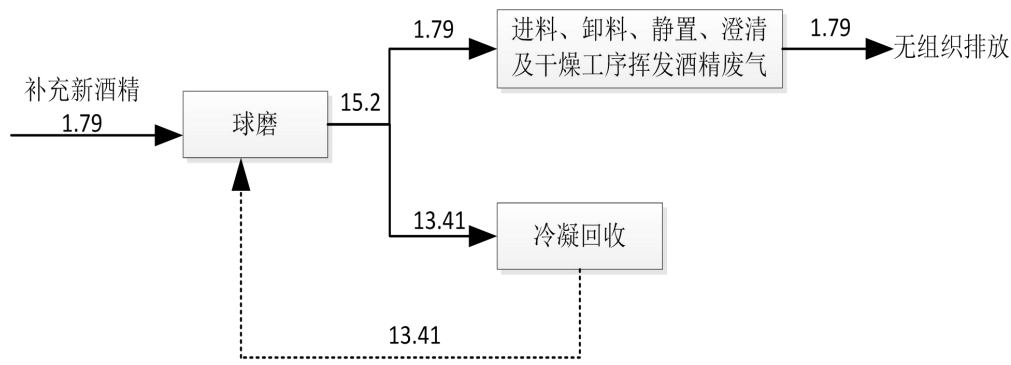 补充新酒精
1.79
球磨
15.2
1.79
进料、卸料、静置、澄清
及干燥工序挥发酒精废气
1.79
无组织排放
13.41
冷凝回收
13.41